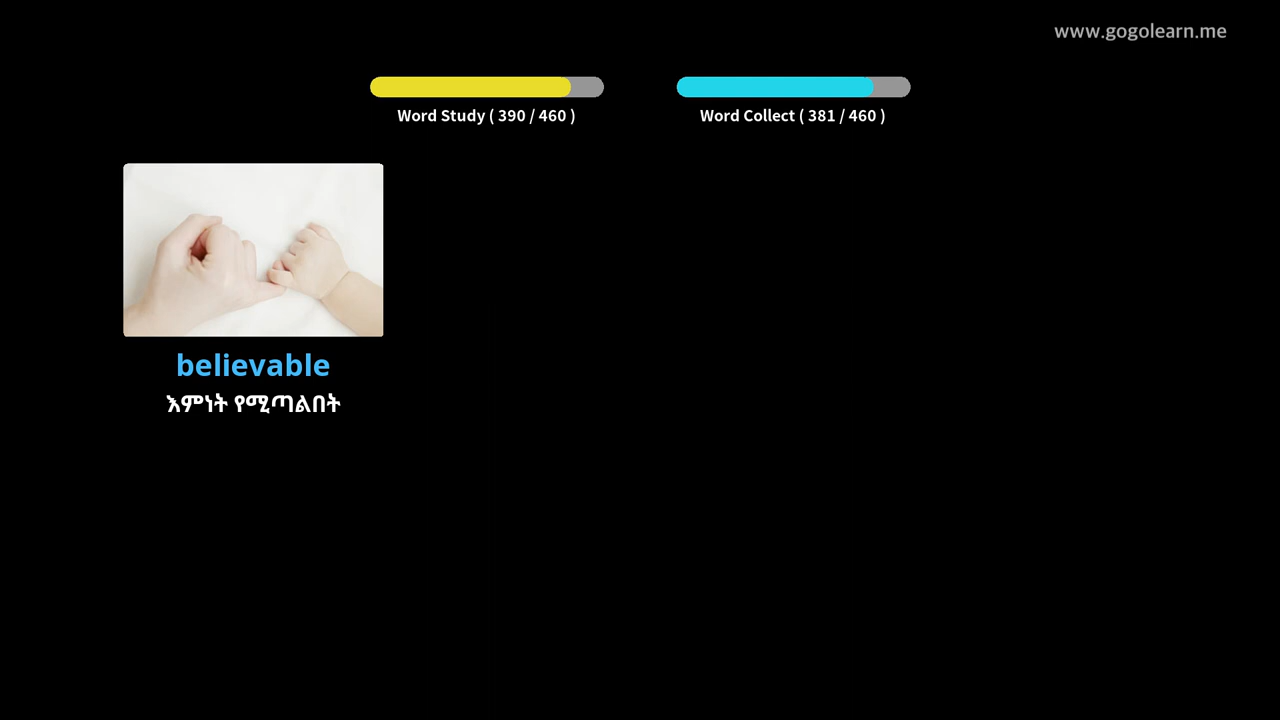 www.gogolearn.me
Word Study ( 390 / 460 )
Word Collect ( 381 / 460 )
believable
እምነት የሚጣልበት